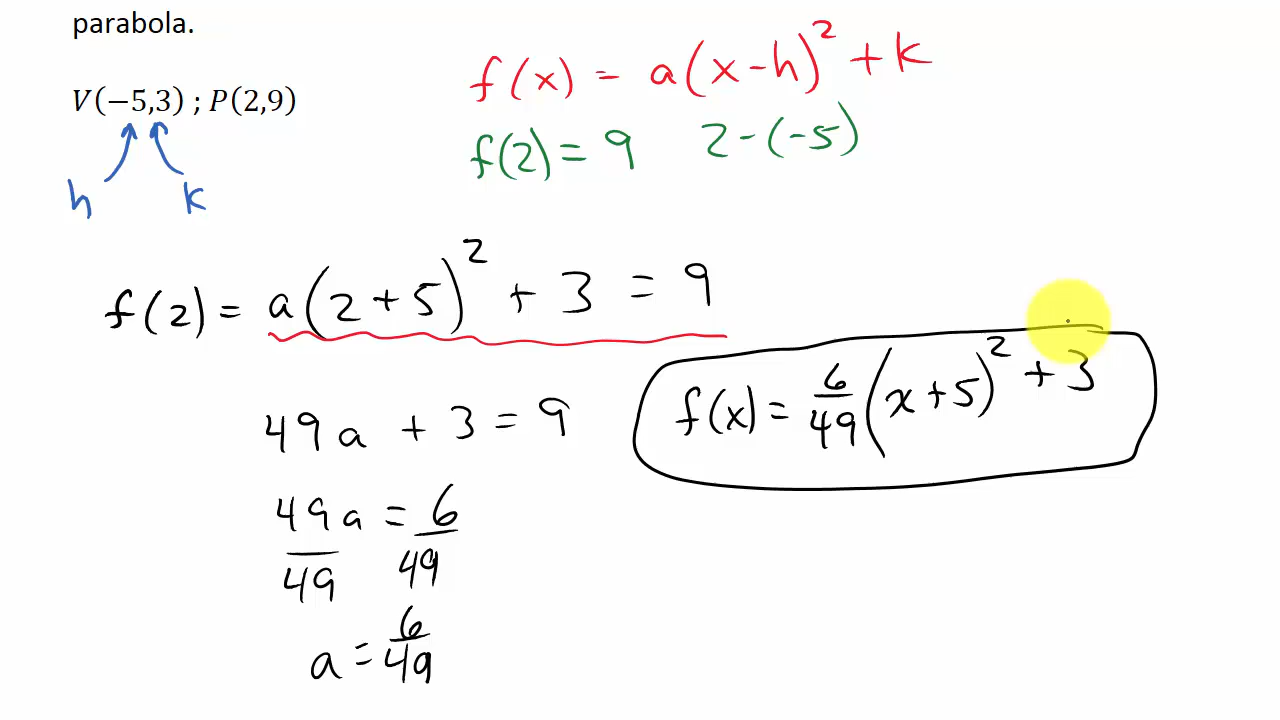 parabola.
V(−5,3) ; P(2,9)
h k
f(x) = a(x-h)² + k
f(2) = 9 2-(-5)
f(2) = a(2+5)² + 3 = 9
49a + 3 = 9
49a = 6
49 49
a = 6/49
f(x) = 6/49 (x+5)² + 3